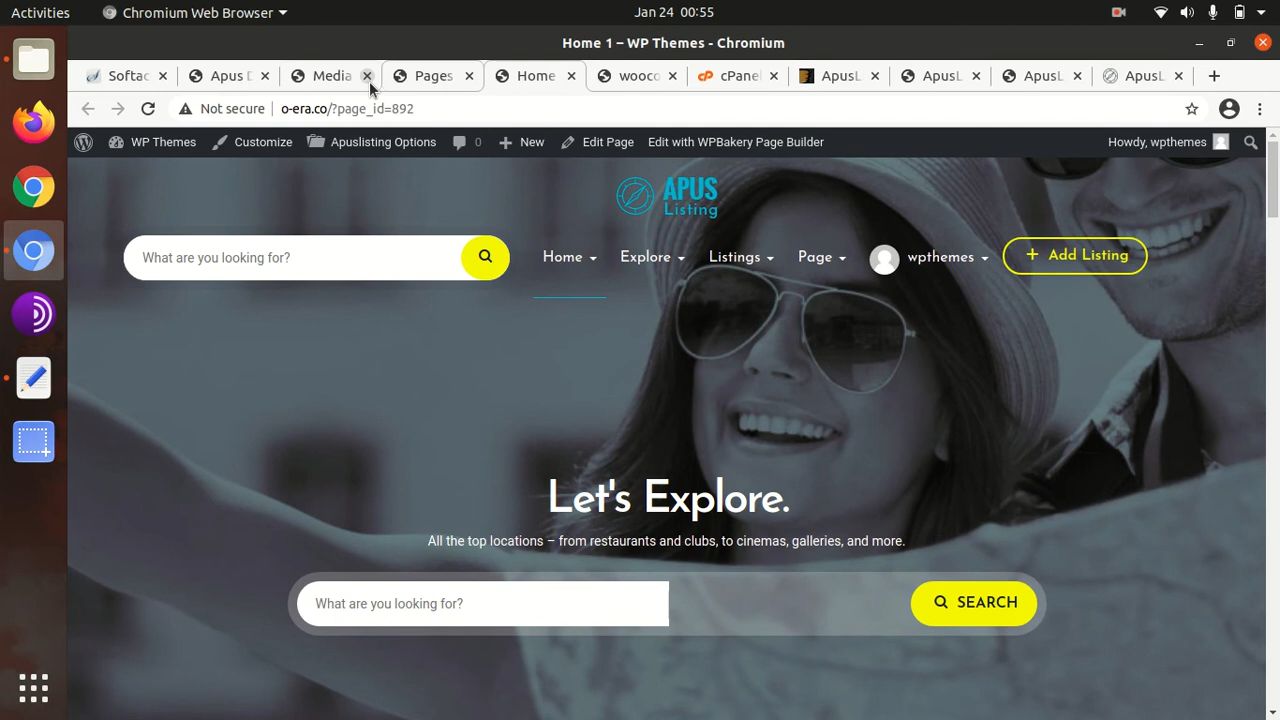 Activities Chromium Web Browser Jan 24 00:55
Home 1 – WP Themes - Chromium
Softac Apus D Media Pages Home wooco cPanel ApusL ApusL ApusL ApusL
Not secure o-era.co/?page_id=892
WP Themes Customize Apuslisting Options 0 New Edit Page Edit with WPBakery Page Builder Howdy, wpthemes
APUS
Listing
What are you looking for? Home Explore Listings Page wpthemes Add Listing
Let's Explore.
All the top locations – from restaurants and clubs, to cinemas, galleries, and more.
What are you looking for? SEARCH